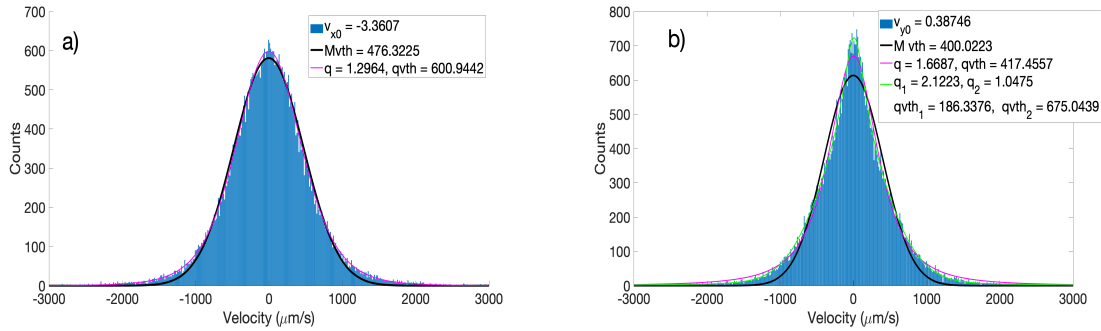 a)
v_x0 = -3.3607
Mvth = 476.3225
q = 1.2964, qvth = 600.9442
700
600
500
400
300
200
100
0
Counts
-3000 -2000 -1000 0 1000 2000 3000
Velocity (μm/s)
b)
v_y0 = 0.38746
M vth = 400.0223
q = 1.6687, qvth = 417.4557
q_1 = 2.1223, q_2 = 1.0475
qvth_1 = 186.3376, qvth_2 = 675.0439
800
700
600
500
400
300
200
100
0
Counts
-3000 -2000 -1000 0 1000 2000 3000
Velocity (μm/s)